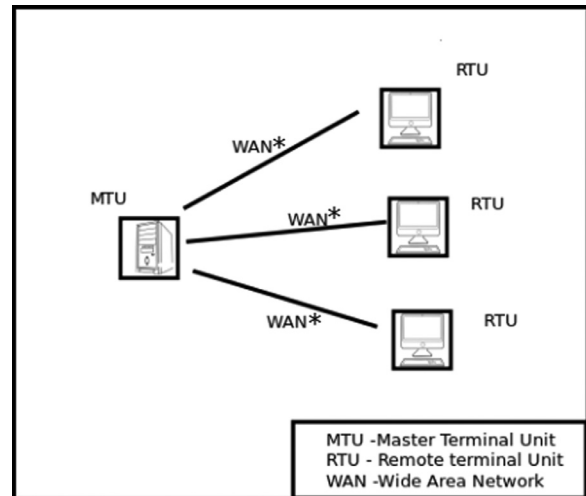 RTU
WAN*
MTU
WAN*
RTU
WAN*
RTU
MTU -Master Terminal Unit
RTU - Remote terminal Unit
WAN -Wide Area Network